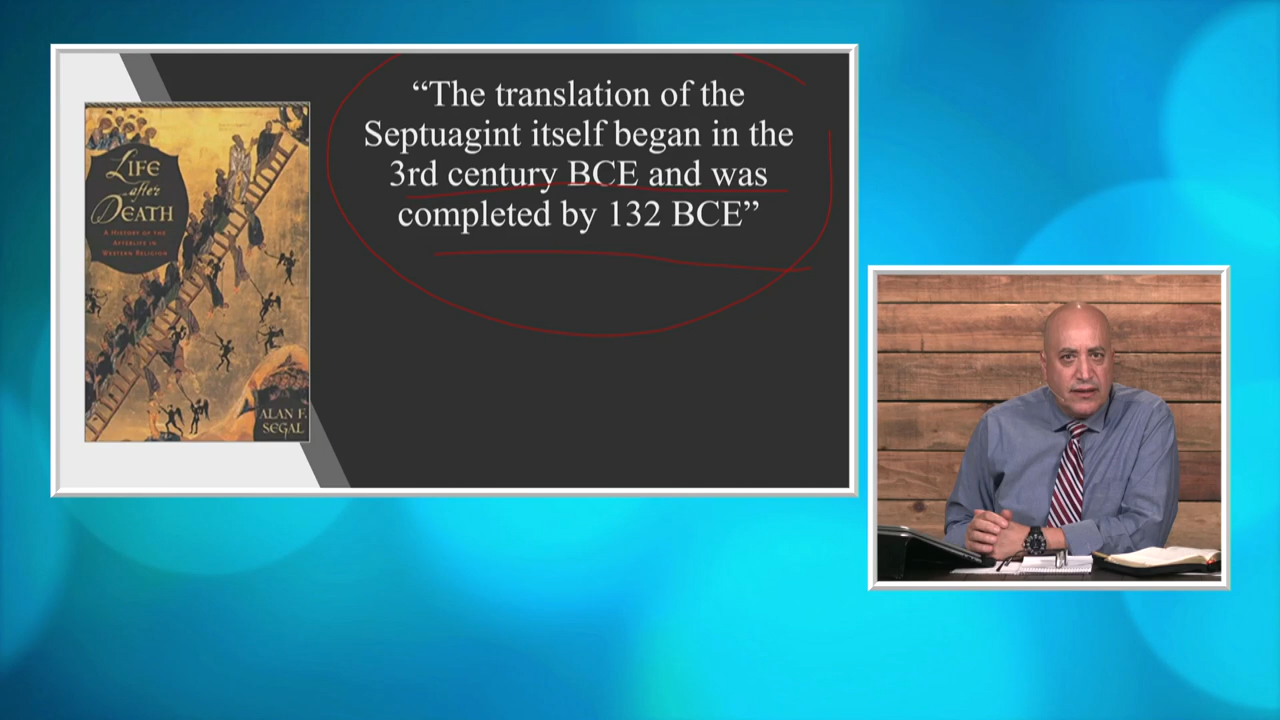 LIFE
after
DEATH
A HISTORY OF THE
AFTERLIFE IN
WESTERN RELIGION
ALAN F.
SEGAL
“The translation of the
Septuagint itself began in the
3rd century BCE and was
completed by 132 BCE”